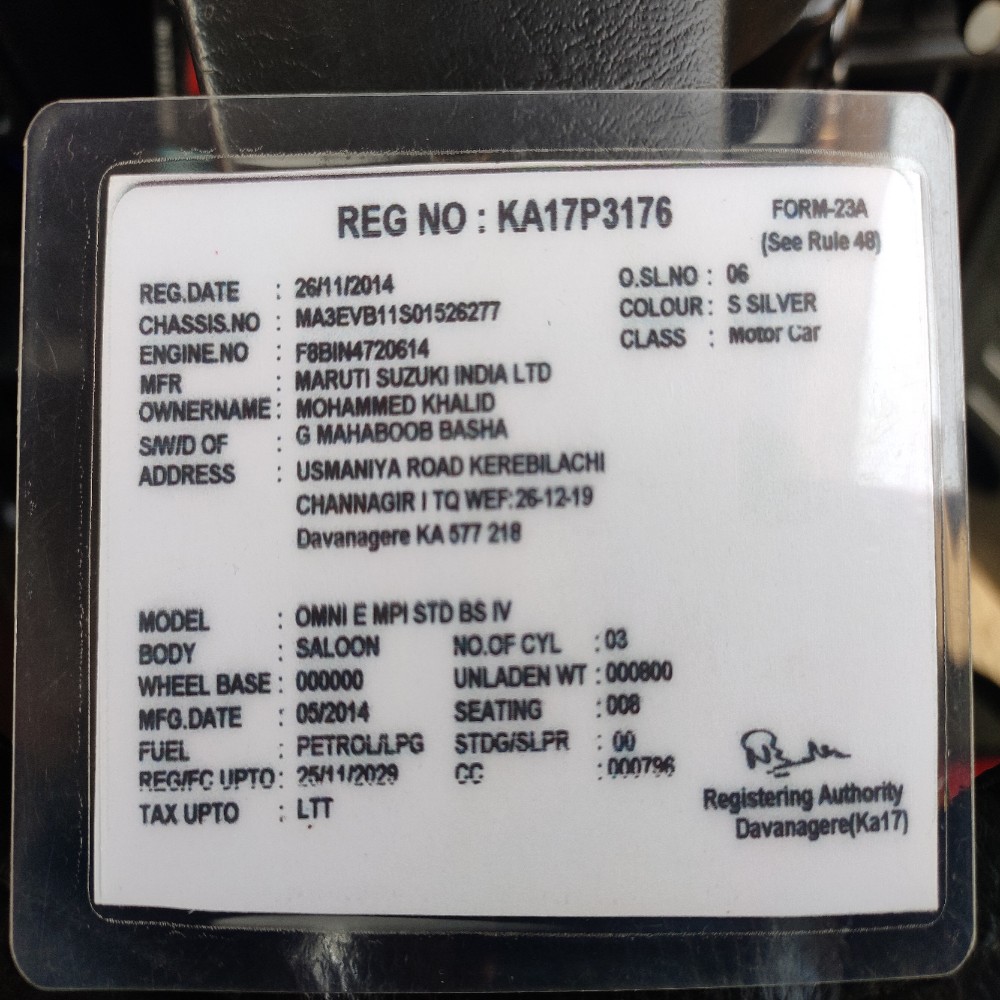 REG NO : KA17P3176
FORM-23A
(See Rule 48)
REG.DATE : 26/11/2014
O.SL.NO : 06
CHASSIS.NO : MA3EVB11S01526277
COLOUR : S SILVER
ENGINE.NO : F8BIN4720614
CLASS : Motor Car
MFR : MARUTI SUZUKI INDIA LTD
OWNERNAME : MOHAMMED KHALID
S/W/D OF : G MAHABOOB BASHA
ADDRESS : USMANIYA ROAD KEREBILACHI
CHANNAGIR I TQ WEF:26-12-19
Davanagere KA 577 218
MODEL : OMNI E MPI STD BS IV
BODY : SALOON NO.OF CYL : 03
WHEEL BASE : 000000 UNLADEN WT : 000800
MFG.DATE : 05/2014 SEATING : 008
FUEL : PETROL/LPG STDG/SLPR : 00
REG/FC UPTO : 25/11/2029 CC : 000796
TAX UPTO : LTT
Registering Authority
Davanagere(Ka17)